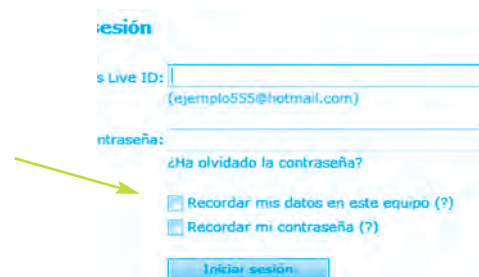 sesión
s Live ID:
(ejemplo555@hotmail.com)
ntraseña:
¿Ha olvidado la contraseña?
Recordar mis datos en este equipo (?)
Recordar mi contraseña (?)
Iniciar sesión